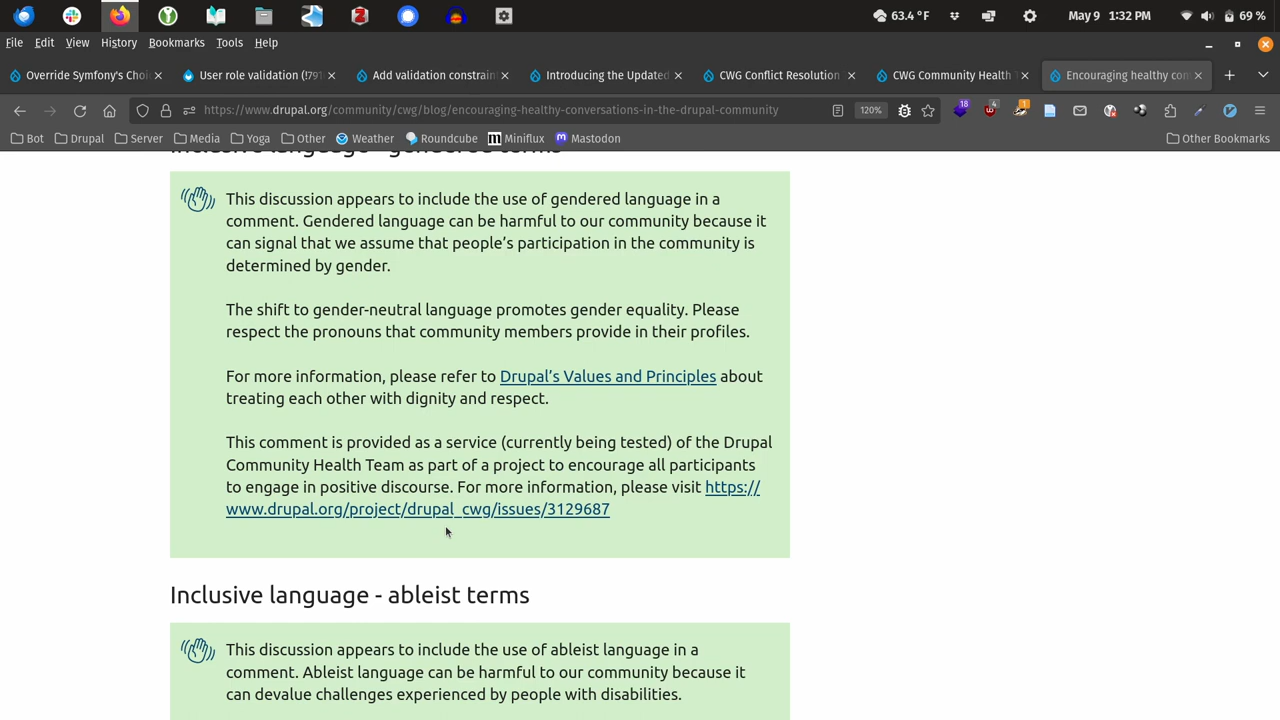 63.4 °F
May 9 1:32 PM
69 %
File Edit View History Bookmarks Tools Help
Override Symfony's Choi
User role validation (!791
Add validation constrain
Introducing the Updated
CWG Conflict Resolution
CWG Community Health T
Encouraging healthy com
https://www.drupal.org/community/cwg/blog/encouraging-healthy-conversations-in-the-drupal-community
120%
18
4
1
Bot Drupal Server Media Yoga Other Weather Roundcube Miniflux Mastodon Other Bookmarks
Inclusive language - gendered terms
This discussion appears to include the use of gendered language in a
comment. Gendered language can be harmful to our community because it
can signal that we assume that people's participation in the community is
determined by gender.
The shift to gender-neutral language promotes gender equality. Please
respect the pronouns that community members provide in their profiles.
For more information, please refer to Drupal's Values and Principles about
treating each other with dignity and respect.
This comment is provided as a service (currently being tested) of the Drupal
Community Health Team as part of a project to encourage all participants
to engage in positive discourse. For more information, please visit https://
www.drupal.org/project/drupal_cwg/issues/3129687
Inclusive language - ableist terms
This discussion appears to include the use of ableist language in a
comment. Ableist language can be harmful to our community because it
can devalue challenges experienced by people with disabilities.